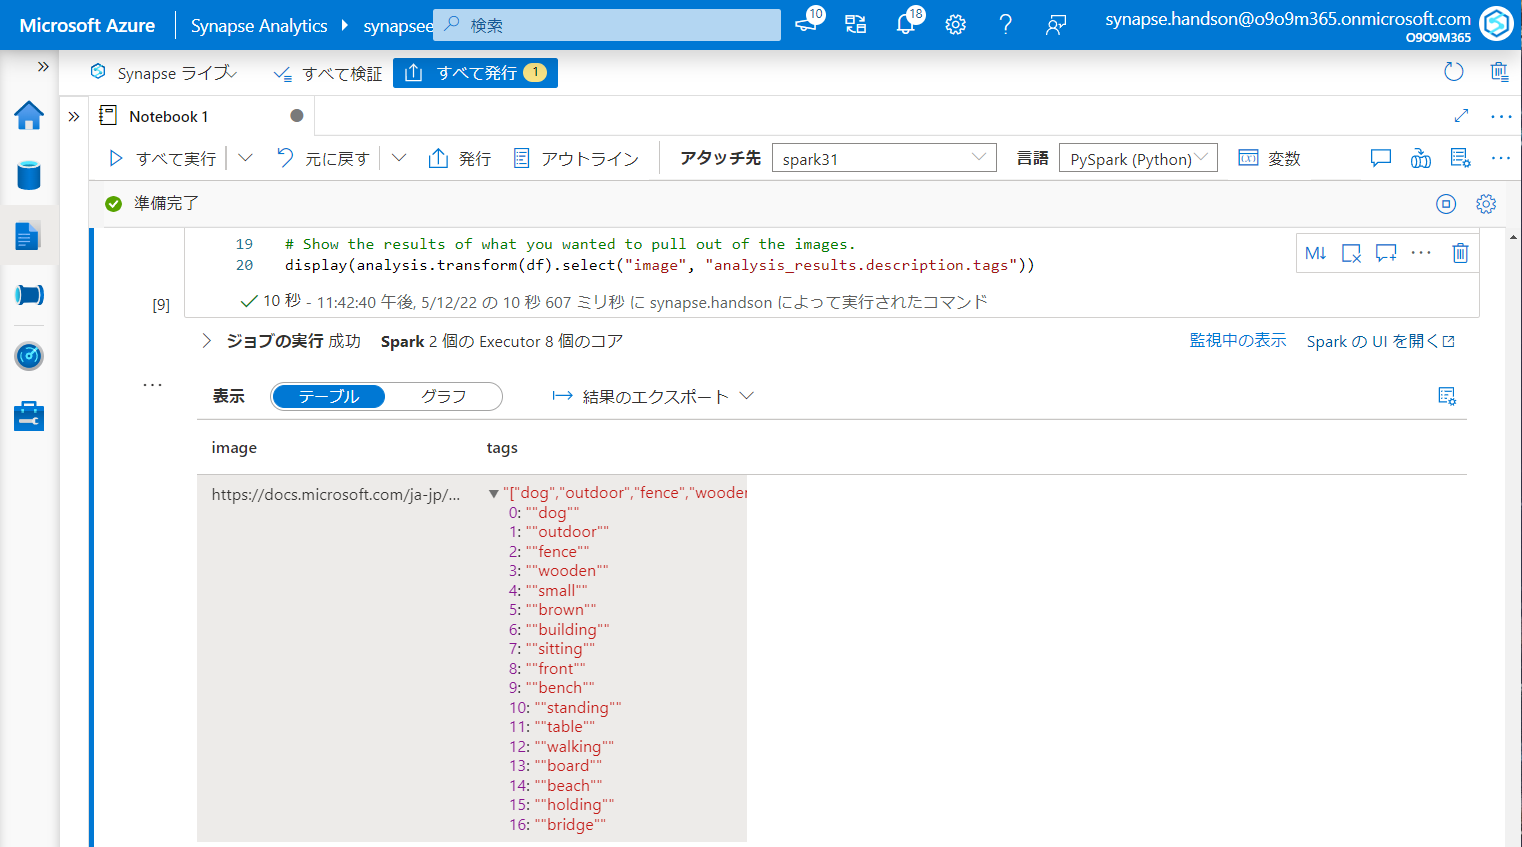 Microsoft Azure
Synapse Analytics
synapsee
検索
10
18
synapse.handson@o9o9m365.onmicrosoft.com
O9O9M365
Synapse ライブ
すべて検証
すべて発行 1
Notebook 1
すべて実行
元に戻す
発行
アウトライン
アタッチ先
spark31
言語
PySpark (Python)
変数
準備完了
19 # Show the results of what you wanted to pull out of the images.
20 display(analysis.transform(df).select("image", "analysis_results.description.tags"))
M↓
[9]
10 秒 - 11:42:40 午後, 5/12/22 の 10 秒 607 ミリ秒 に synapse.handson によって実行されたコマンド
ジョブの実行 成功 Spark 2 個の Executor 8 個のコア
監視中の表示
Spark の UI を開く
表示
テーブル
グラフ
結果のエクスポート
image tags
https://docs.microsoft.com/ja-jp/...
"["dog","outdoor","fence","wooden
0: ""dog""
1: ""outdoor""
2: ""fence""
3: ""wooden""
4: ""small""
5: ""brown""
6: ""building""
7: ""sitting""
8: ""front""
9: ""bench""
10: ""standing""
11: ""table""
12: ""walking""
13: ""board""
14: ""beach""
15: ""holding""
16: ""bridge""